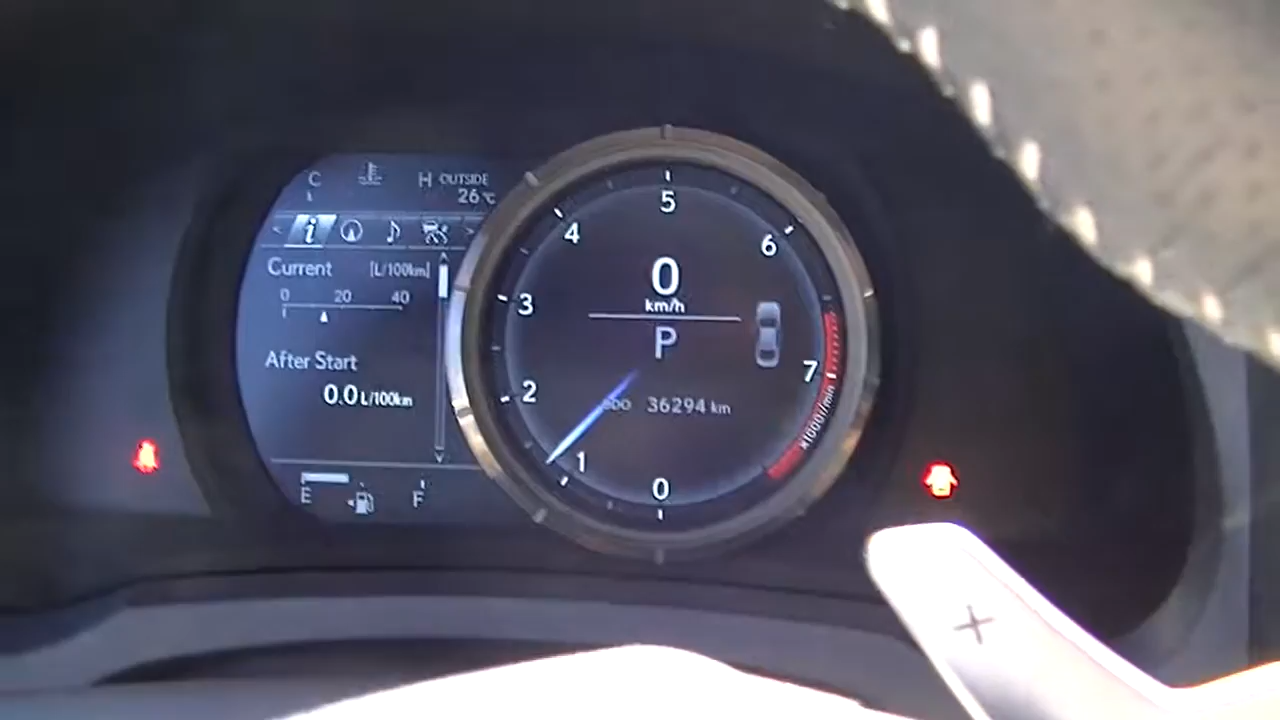 C H OUTSIDE
26°C
< i >
Current [L/100km]
0 20 40
After Start
0.0 L/100km
E F
0
km/h
P
36294 km
0
1
2
3
4
5
6
7
x1000r/min
+